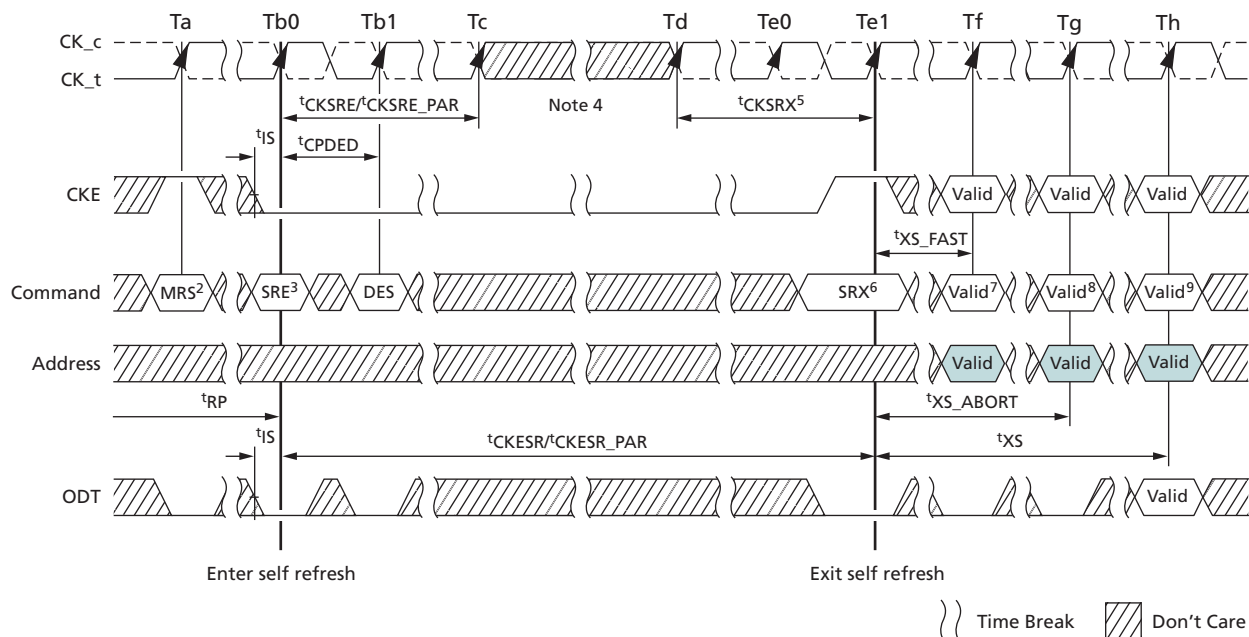 Ta Tb0 Tb1 Tc Td Te0 Te1 Tf Tg Th
CK_c
CK_t
tCKSRE/tCKSRE_PAR Note 4 tCKSRX5
tIS
tCPDED
CKE Valid Valid Valid
tXS_FAST
Command MRS2 SRE3 DES SRX6 Valid7 Valid8 Valid9
Address Valid Valid Valid
tRP tXS_ABORT
tIS tCKESR/tCKESR_PAR tXS
ODT Valid
Enter self refresh Exit self refresh
Time Break Don't Care